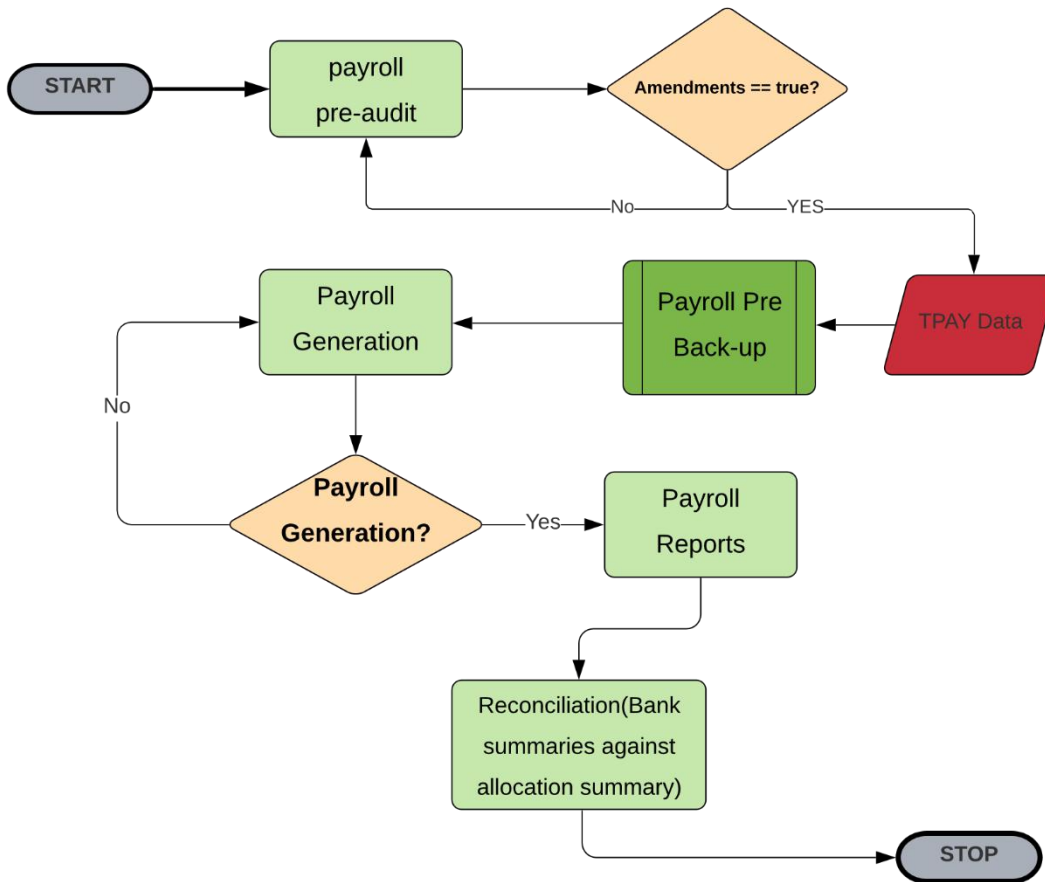 START
payroll
pre-audit
Amendments == true?
No
YES
Payroll
Generation
Payroll Pre
Back-up
TPAY Data
No
Payroll
Generation?
Yes
Payroll
Reports
Reconciliation(Bank
summaries against
allocation summary)
STOP